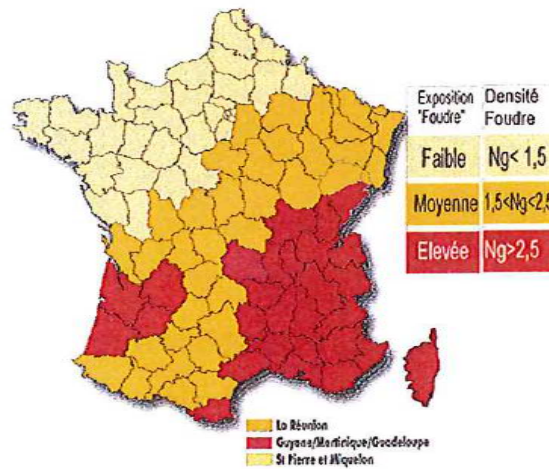 Exposition Densité
"Foudre" Foudre
Faible Ng< 1,5
Moyenne 1,5<Ng<2,5
Elevée Ng>2,5
La Réunion
Guyane/Martinique/Guadeloupe
St Pierre et Miquelon